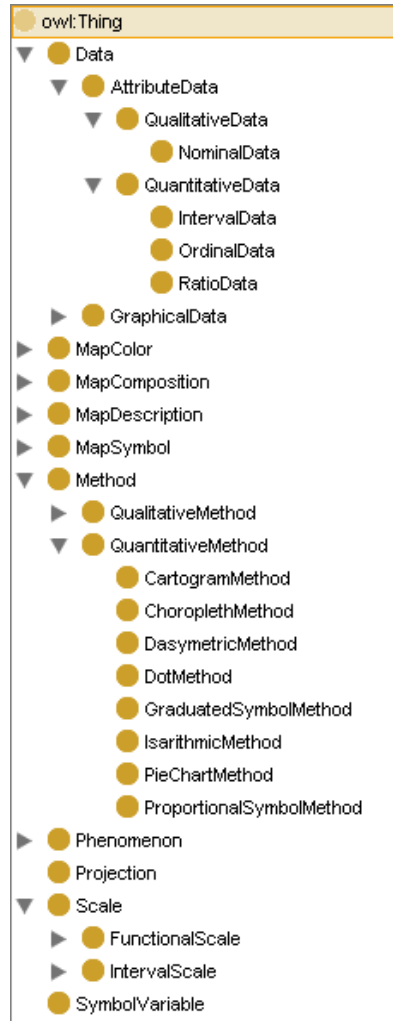 owl:Thing
Data
AttributeData
QualitativeData
NominalData
QuantitativeData
IntervalData
OrdinalData
RatioData
GraphicalData
MapColor
MapComposition
MapDescription
MapSymbol
Method
QualitativeMethod
QuantitativeMethod
CartogramMethod
ChoroplethMethod
DasymetricMethod
DotMethod
GraduatedSymbolMethod
IsarithmicMethod
PieChartMethod
ProportionalSymbolMethod
Phenomenon
Projection
Scale
FunctionalScale
IntervalScale
SymbolVariable